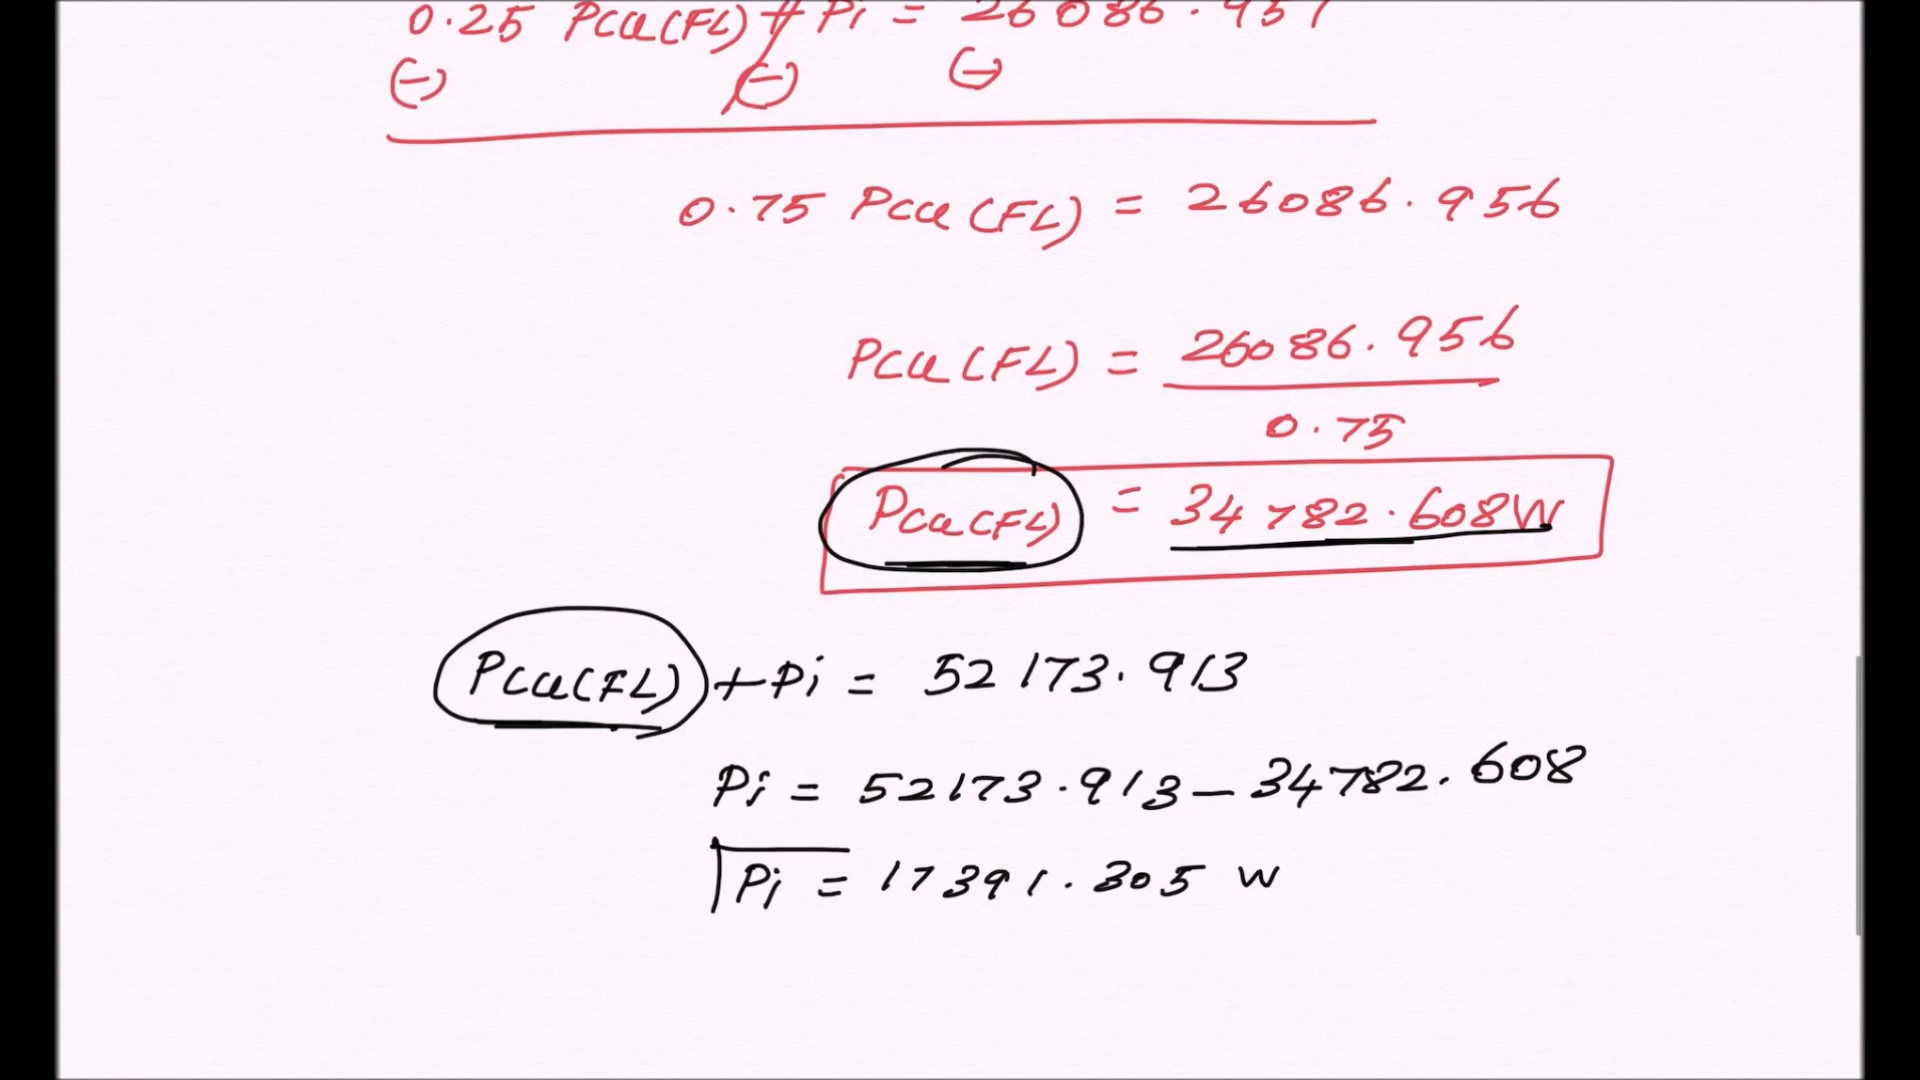 0.25 Pcu(FL) + Pi = 26086.957
(-) (-) (-)
0.75 Pcu(FL) = 26086.956
Pcu(FL) = 26086.956
0.75
Pcu(FL) = 34782.608W
Pcu(FL) + Pi = 52173.913
Pi = 52173.913 - 34782.608
Pi = 17391.305 W